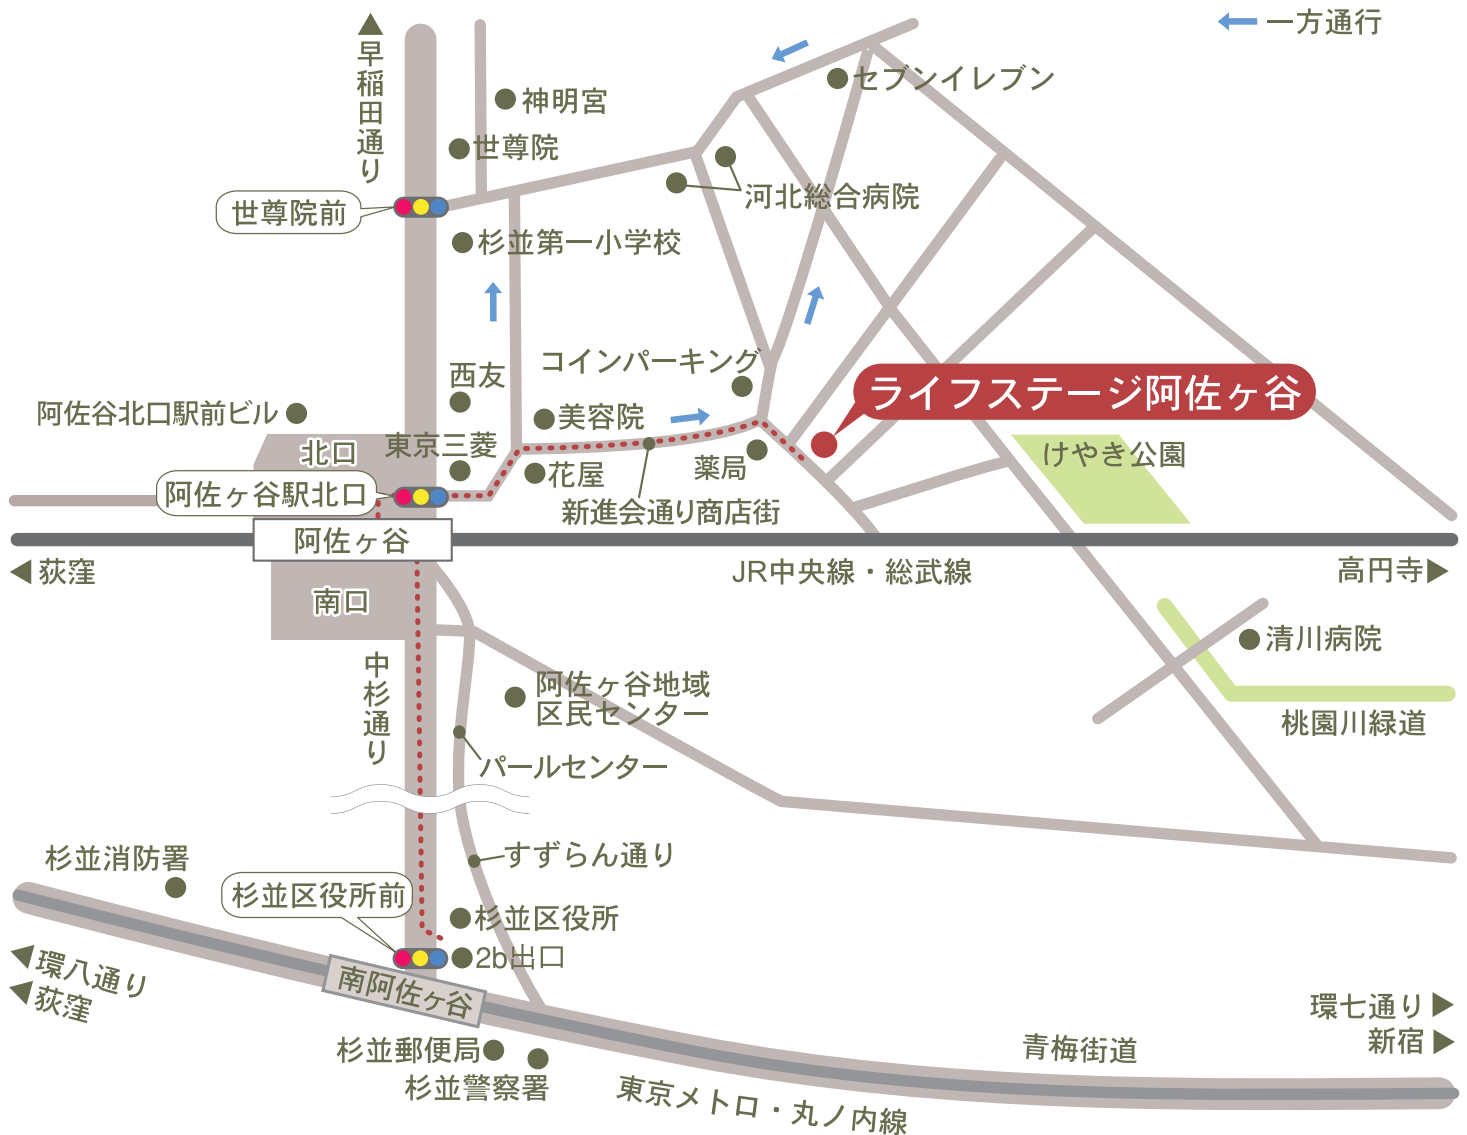 一方通行
早稲田通り
セブンイレブン
神明宮
世尊院
河北総合病院
世尊院前
杉並第一小学校
コインパーキング
西友
ライフステージ阿佐ヶ谷
阿佐谷北口駅前ビル
美容院
北口
東京三菱
けやき公園
薬局
花屋
阿佐ヶ谷駅北口
新進会通り商店街
阿佐ヶ谷
荻窪
JR中央線・総武線
高円寺
南口
清川病院
中杉通り
阿佐ヶ谷地域
区民センター
桃園川緑道
パールセンター
すずらん通り
杉並消防署
杉並区役所前
杉並区役所
2b出口
環八通り
荻窪
南阿佐ヶ谷
環七通り
新宿
青梅街道
杉並郵便局
杉並警察署
東京メトロ・丸ノ内線